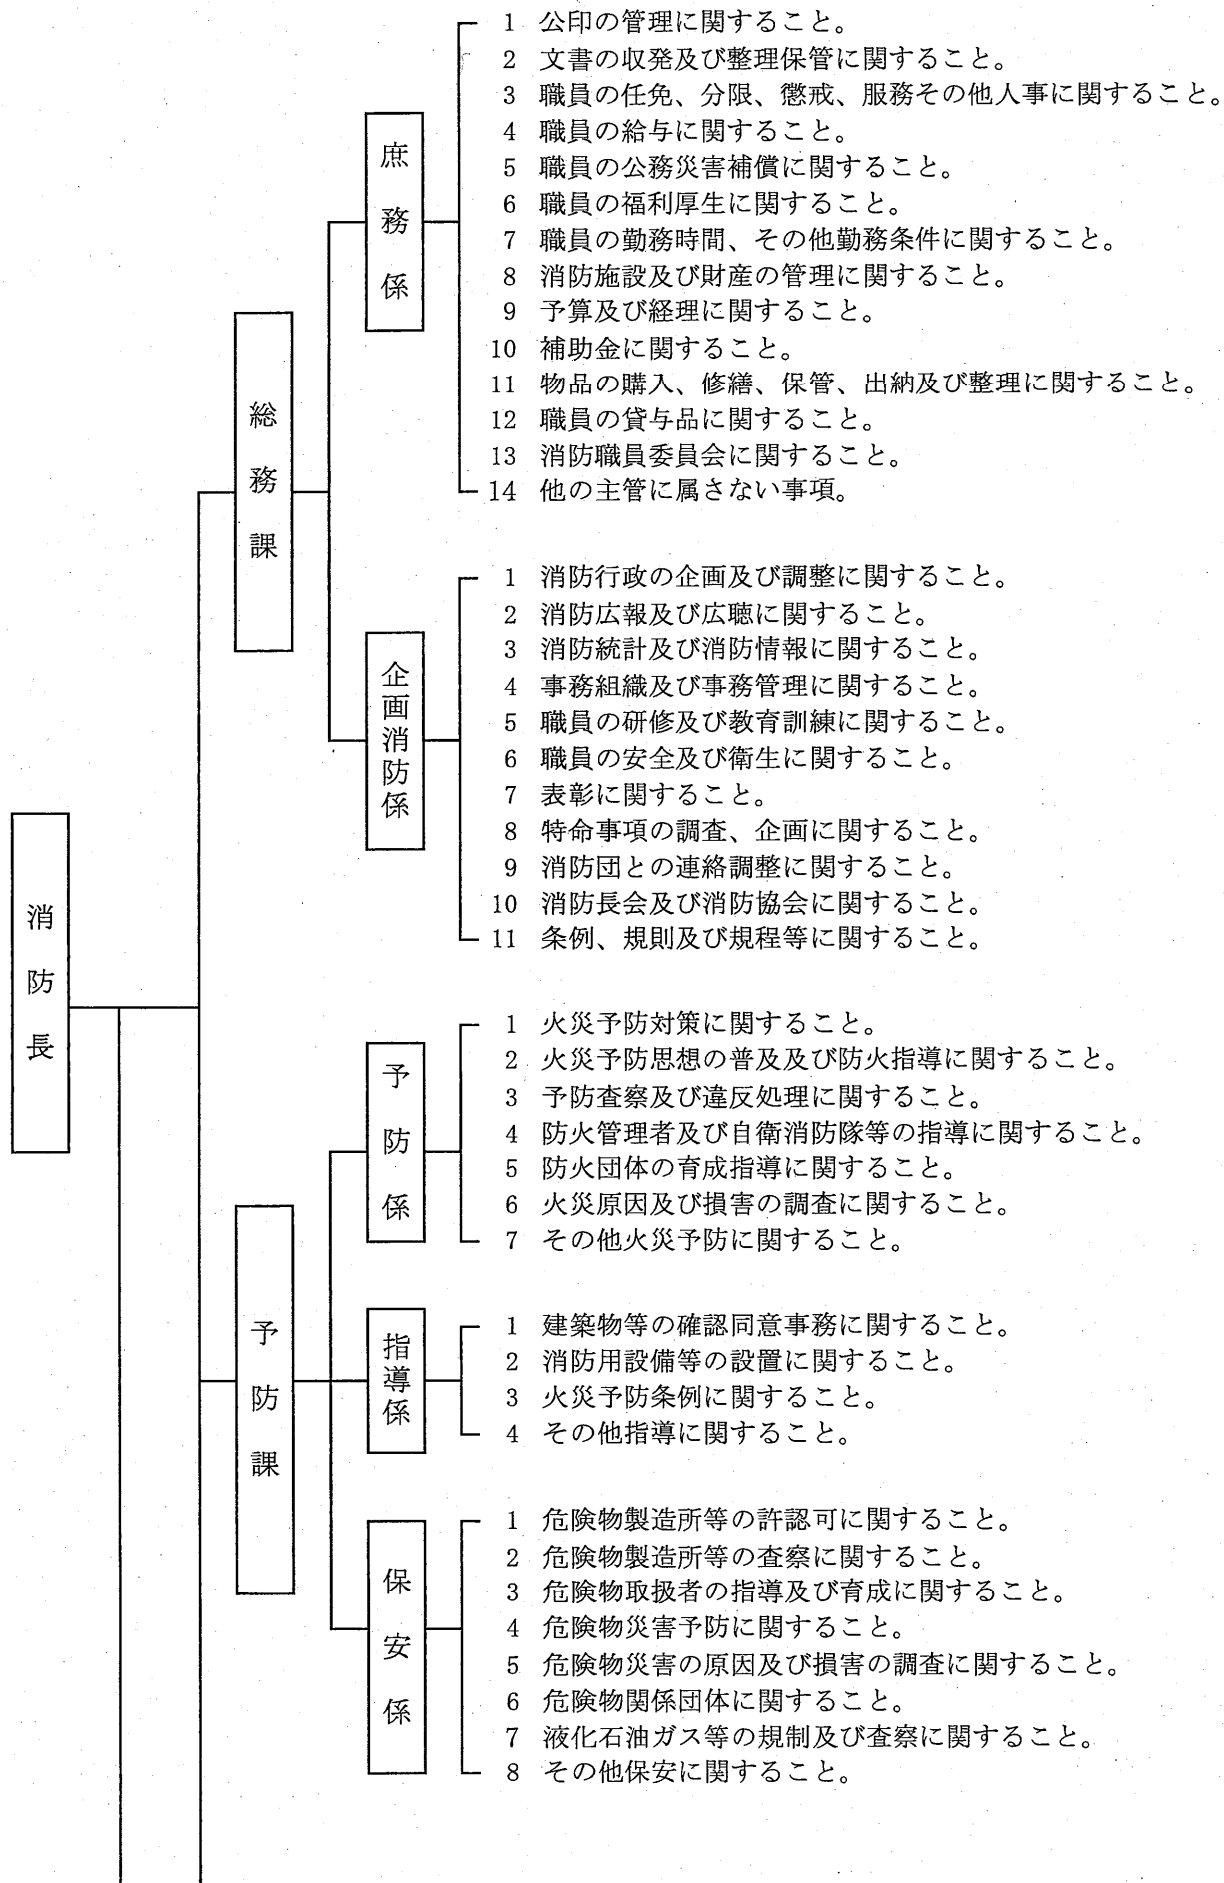 消防長
総務課
庶務係
1 公印の管理に関すること。
2 文書の収発及び整理保管に関すること。
3 職員の任免、分限、懲戒、服務その他人事に関すること。
4 職員の給与に関すること。
5 職員の公務災害補償に関すること。
6 職員の福利厚生に関すること。
7 職員の勤務時間、その他勤務条件に関すること。
8 消防施設及び財産の管理に関すること。
9 予算及び経理に関すること。
10 補助金に関すること。
11 物品の購入、修繕、保管、出納及び整理に関すること。
12 職員の貸与品に関すること。
13 消防職員委員会に関すること。
14 他の主管に属さない事項。
企画消防係
1 消防行政の企画及び調整に関すること。
2 消防広報及び広聴に関すること。
3 消防統計及び消防情報に関すること。
4 事務組織及び事務管理に関すること。
5 職員の研修及び教育訓練に関すること。
6 職員の安全及び衛生に関すること。
7 表彰に関すること。
8 特命事項の調査、企画に関すること。
9 消防団との連絡調整に関すること。
10 消防長会及び消防協会に関すること。
11 条例、規則及び規程等に関すること。
予防課
予防係
1 火災予防対策に関すること。
2 火災予防思想の普及及び防火指導に関すること。
3 予防査察及び違反処理に関すること。
4 防火管理者及び自衛消防隊等の指導に関すること。
5 防火団体の育成指導に関すること。
6 火災原因及び損害の調査に関すること。
7 その他火災予防に関すること。
指導係
1 建築物等の確認同意事務に関すること。
2 消防用設備等の設置に関すること。
3 火災予防条例に関すること。
4 その他指導に関すること。
保安係
1 危険物製造所等の許認可に関すること。
2 危険物製造所等の査察に関すること。
3 危険物取扱者の指導及び育成に関すること。
4 危険物災害予防に関すること。
5 危険物災害の原因及び損害の調査に関すること。
6 危険物関係団体に関すること。
7 液化石油ガス等の規制及び査察に関すること。
8 その他保安に関すること。